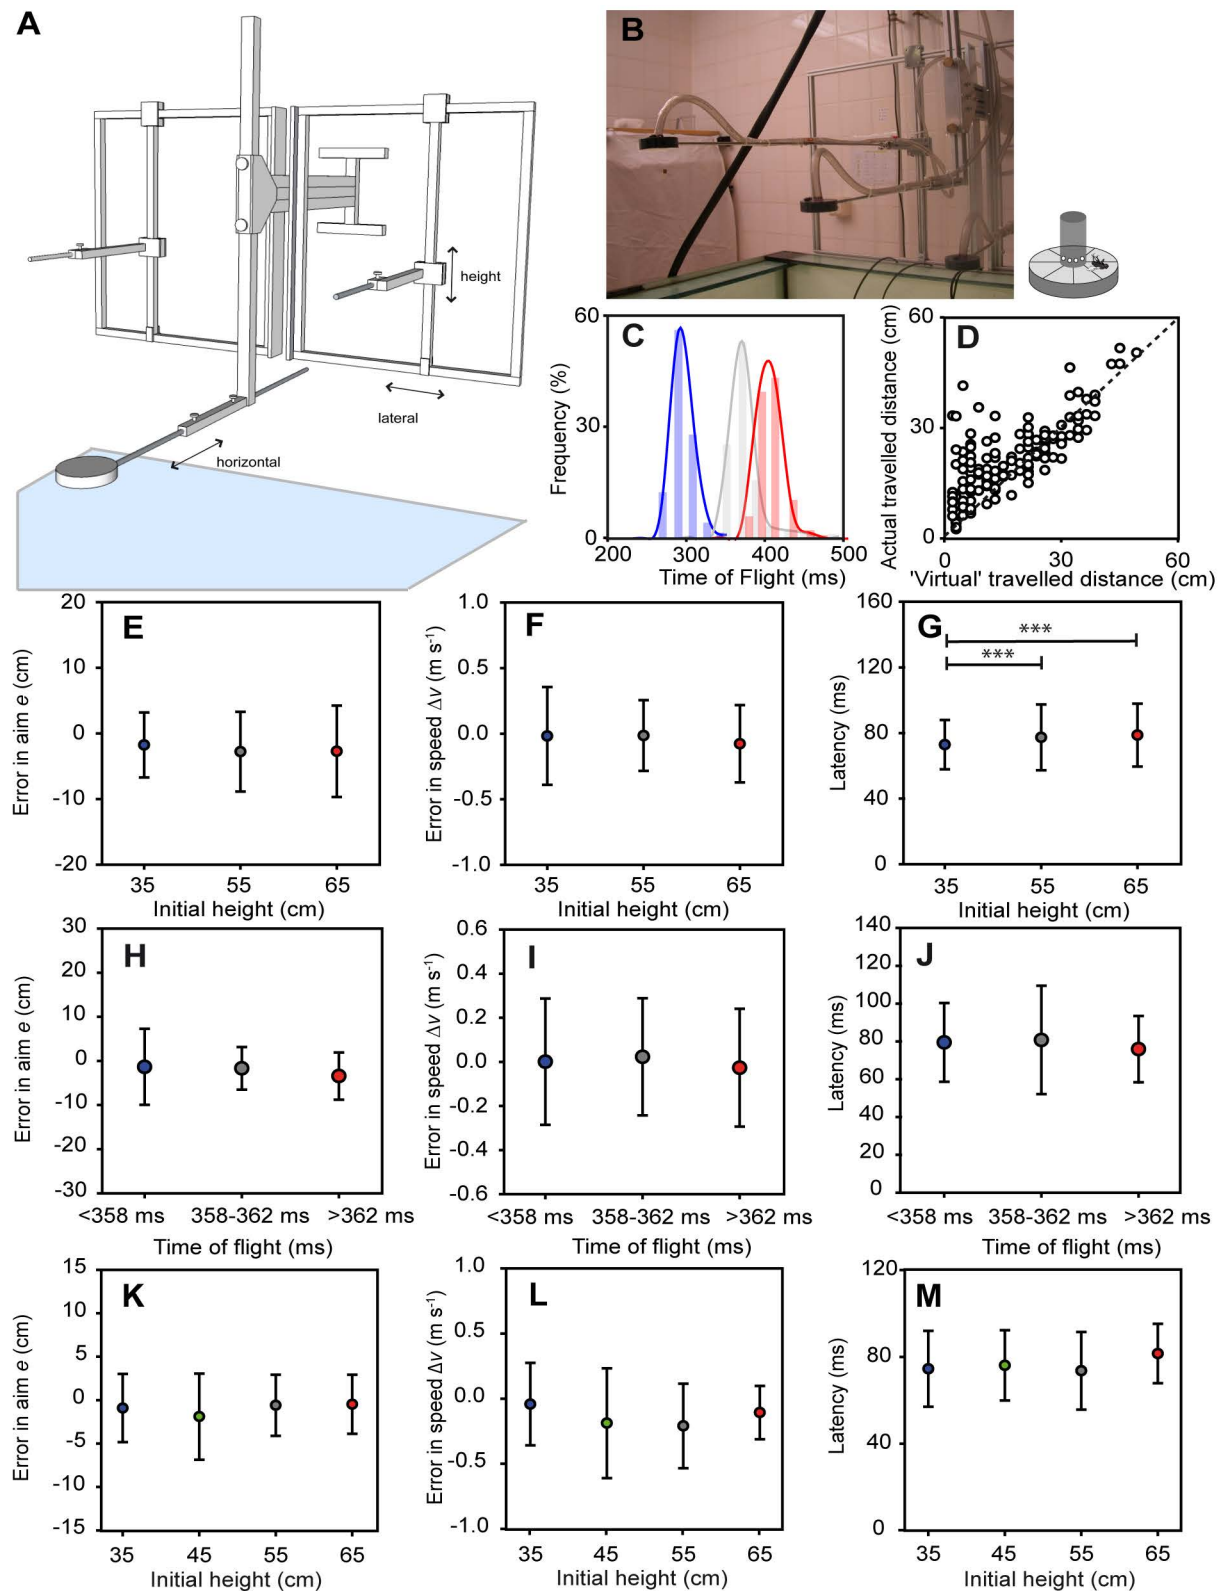 A
height
lateral
horizontal
B
C
60
30
0
Frequency (%)
200
300
400
500
Time of Flight (ms)
D
60
30
0
Actual travelled distance (cm)
0
30
60
'Virtual' travelled distance (cm)
E
20
10
0
-10
-20
Error in aim e (cm)
35
55
65
Initial height (cm)
F
1.0
0.5
0.0
-0.5
-1.0
Error in speed Δv (m s⁻¹)
35
55
65
Initial height (cm)
G
***
***
160
120
80
40
0
Latency (ms)
35
55
65
Initial height (cm)
H
30
20
10
0
-10
-20
-30
Error in aim e (cm)
<358 ms
358-362 ms
>362 ms
Time of flight (ms)
I
0.6
0.4
0.2
0.0
-0.2
-0.4
-0.6
Error in speed Δv (m s⁻¹)
<358 ms
358-362 ms
>362 ms
Time of flight (ms)
J
140
120
100
80
60
40
20
0
Latency (ms)
<358 ms
358-362 ms
>362 ms
Time of flight (ms)
K
15
10
5
0
-5
-10
-15
Error in aim e (cm)
35
45
55
65
Initial height (cm)
L
1.0
0.5
0.0
-0.5
-1.0
Error in speed Δv (m s⁻¹)
35
45
55
65
Initial height (cm)
M
120
80
40
0
Latency (ms)
35
45
55
65
Initial height (cm)